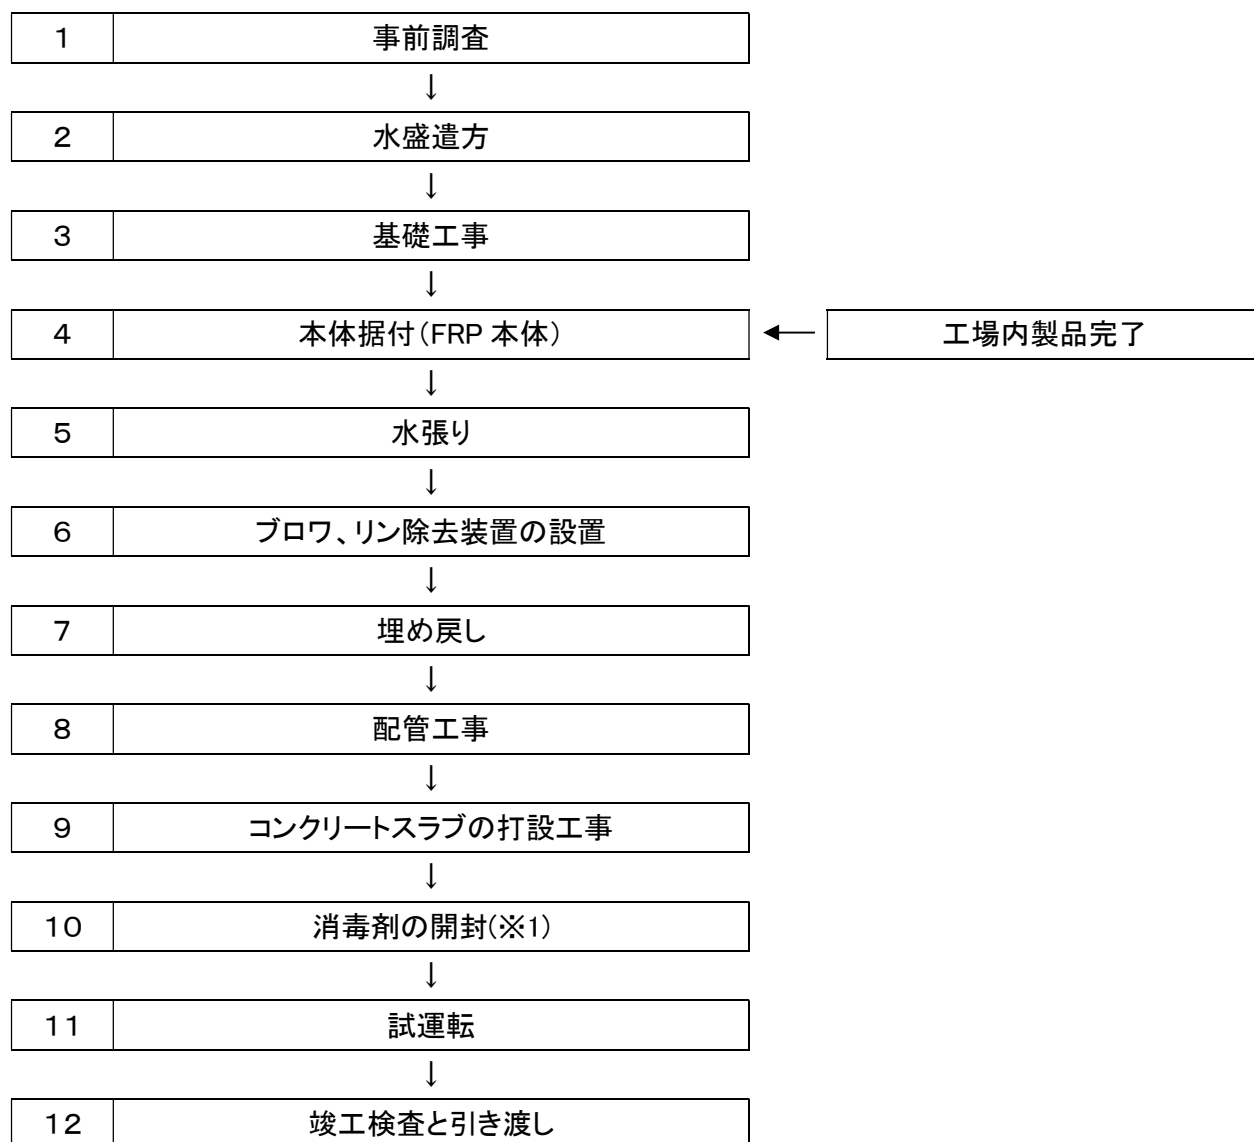 1 事前調査
↓
2 水盛遣方
↓
3 基礎工事
↓
4 本体据付(FRP 本体) ← 工場内製品完了
↓
5 水張り
↓
6 ブロワ、リン除去装置の設置
↓
7 埋め戻し
↓
8 配管工事
↓
9 コンクリートスラブの打設工事
↓
10 消毒剤の開封(※1)
↓
11 試運転
↓
12 竣工検査と引き渡し